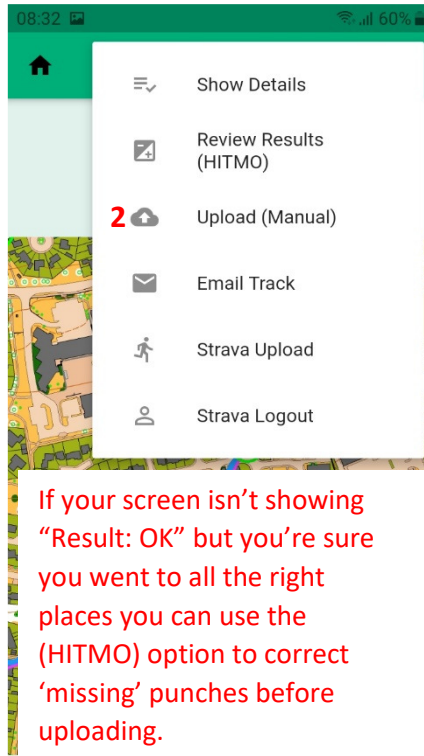 08:32 60%
Show Details
Review Results
(HITMO)
2 Upload (Manual)
Email Track
Strava Upload
Strava Logout
If your screen isn’t showing
“Result: OK” but you’re sure
you went to all the right
places you can use the
(HITMO) option to correct
‘missing’ punches before
uploading.